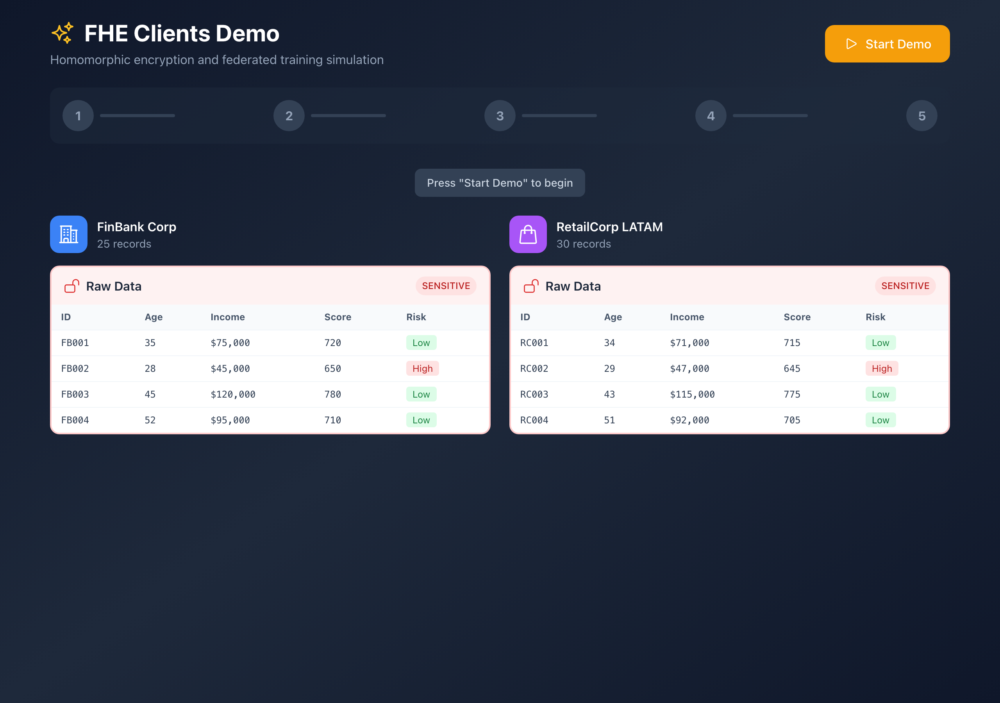 FHE Clients Demo
Homomorphic encryption and federated training simulation
Start Demo
1 2 3 4 5
Press "Start Demo" to begin
FinBank Corp
25 records
Raw Data SENSITIVE
ID Age Income Score Risk
FB001 35 $75,000 720 Low
FB002 28 $45,000 650 High
FB003 45 $120,000 780 Low
FB004 52 $95,000 710 Low
RetailCorp LATAM
30 records
Raw Data SENSITIVE
ID Age Income Score Risk
RC001 34 $71,000 715 Low
RC002 29 $47,000 645 High
RC003 43 $115,000 775 Low
RC004 51 $92,000 705 Low